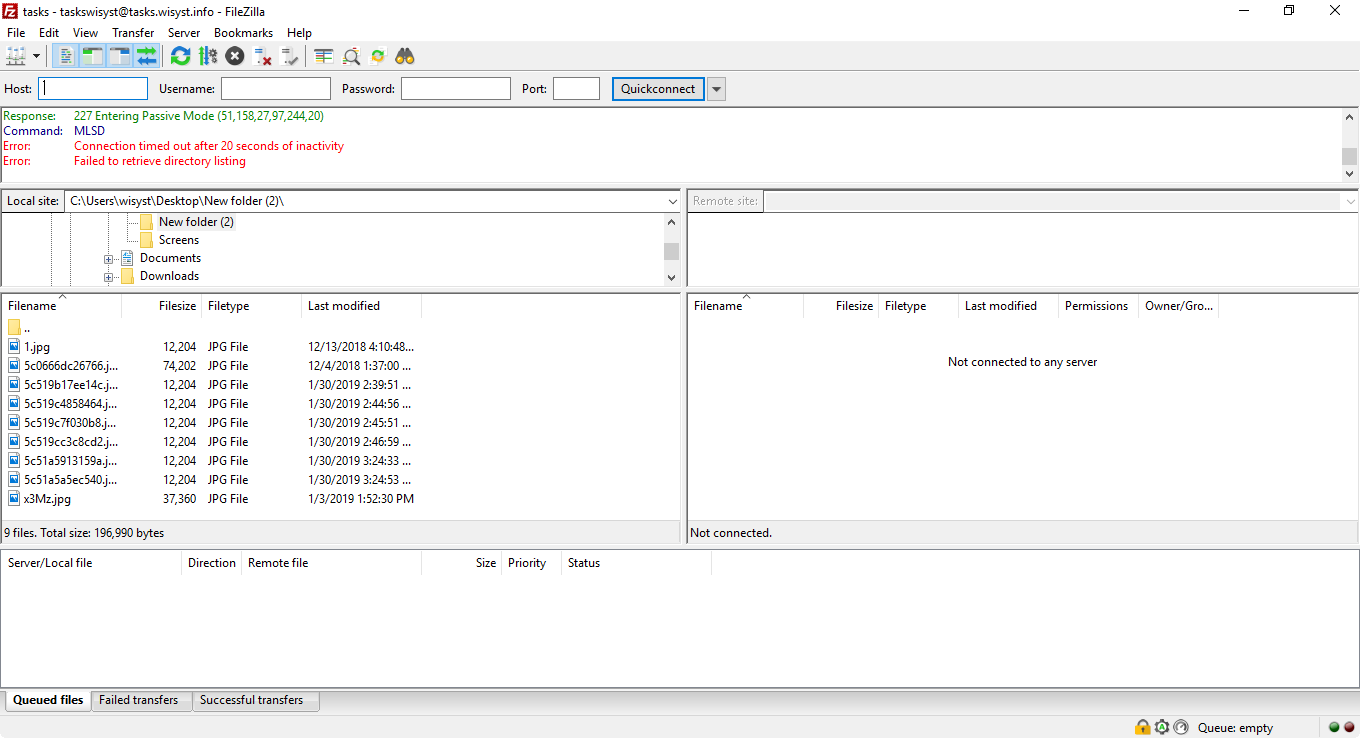 tasks - taskswisyst@tasks.wisyst.info - FileZilla
File Edit View Transfer Server Bookmarks Help
Host: Username: Password: Port: Quickconnect
Response: 227 Entering Passive Mode (51,158,27,97,244,20)
Command: MLSD
Error: Connection timed out after 20 seconds of inactivity
Error: Failed to retrieve directory listing
Local site: C:\Users\wisyst\Desktop\New folder (2)\
New folder (2)
Screens
Documents
Downloads
Remote site:
Filename Filesize Filetype Last modified
..
1.jpg 12,204 JPG File 12/13/2018 4:10:48...
5c0666dc26766.j... 74,202 JPG File 12/4/2018 1:37:00 ...
5c519b17ee14c.j... 12,204 JPG File 1/30/2019 2:39:51 ...
5c519c4858464.j... 12,204 JPG File 1/30/2019 2:44:56 ...
5c519c7f030b8.j... 12,204 JPG File 1/30/2019 2:45:51 ...
5c519cc3c8cd2.j... 12,204 JPG File 1/30/2019 2:46:59 ...
5c51a5913159a.j... 12,204 JPG File 1/30/2019 3:24:33 ...
5c51a5a5ec540.j... 12,204 JPG File 1/30/2019 3:24:53 ...
x3Mz.jpg 37,360 JPG File 1/3/2019 1:52:30 PM
9 files. Total size: 196,990 bytes
Filename Filesize Filetype Last modified Permissions Owner/Gro...
Not connected to any server
Not connected.
Server/Local file Direction Remote file Size Priority Status
Queued files Failed transfers Successful transfers
Queue: empty